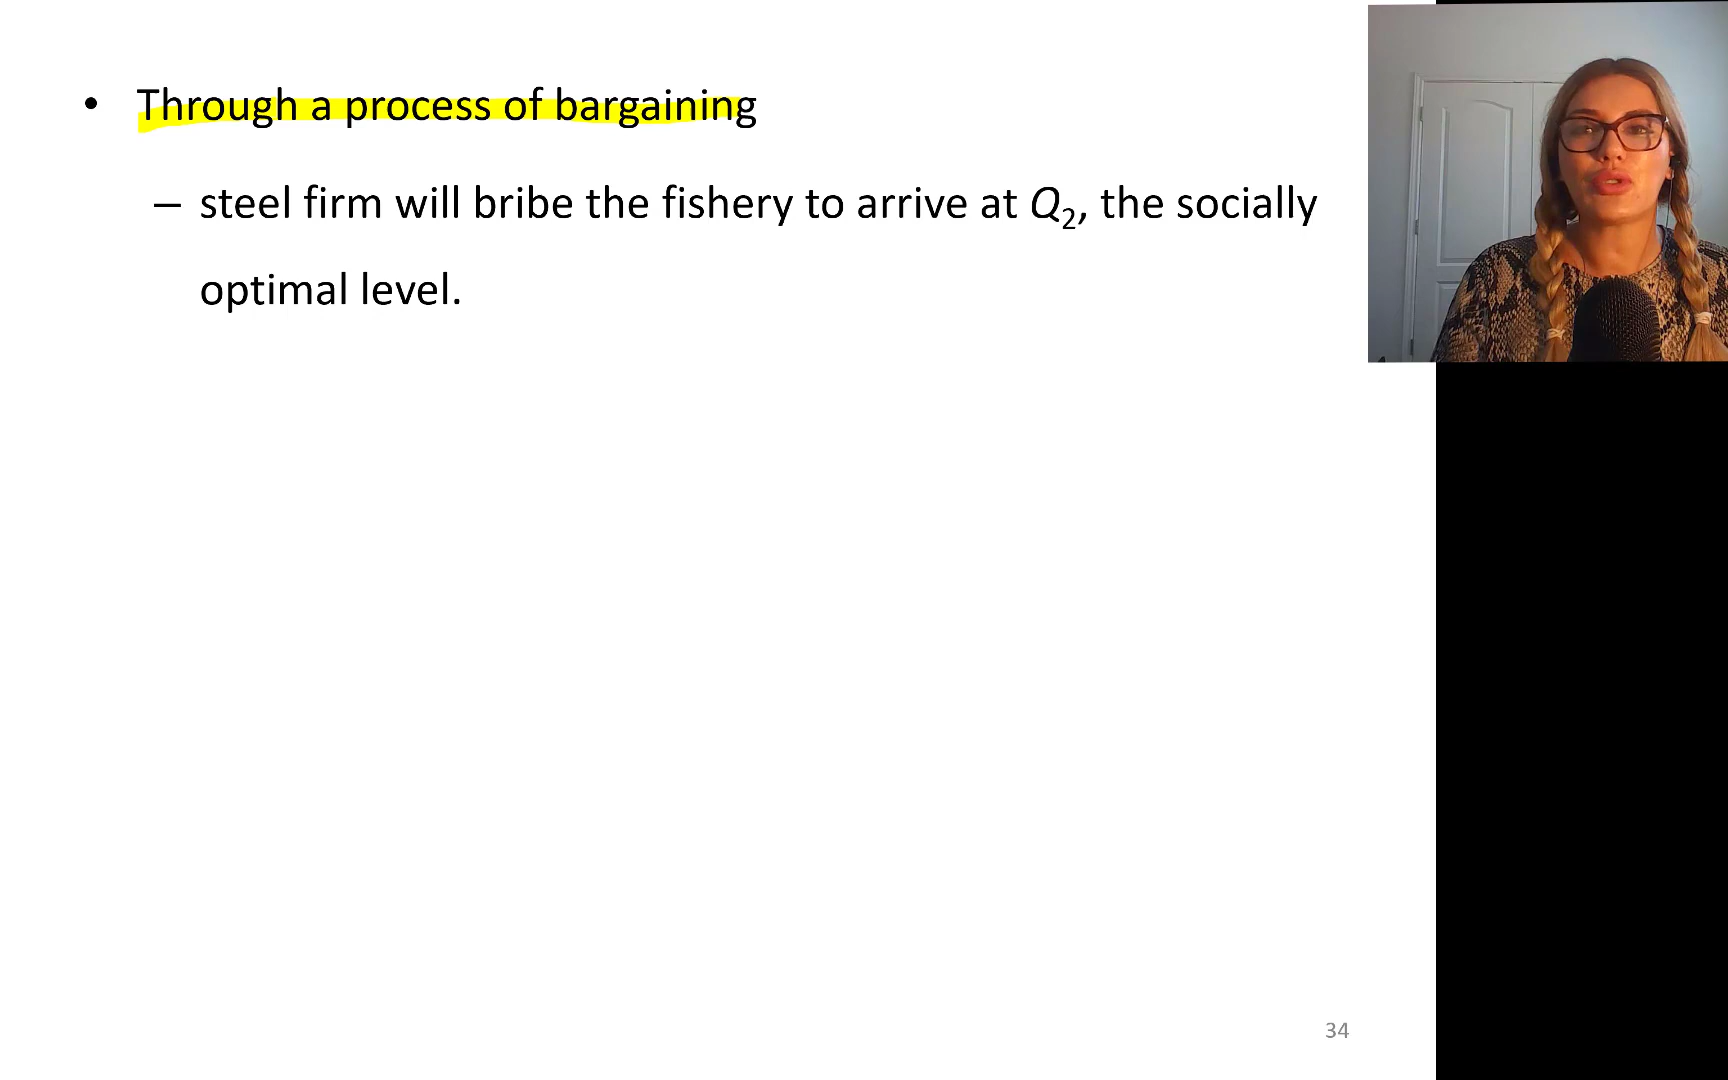 • Through a process of bargaining
– steel firm will bribe the fishery to arrive at Q₂, the socially
optimal level.
34